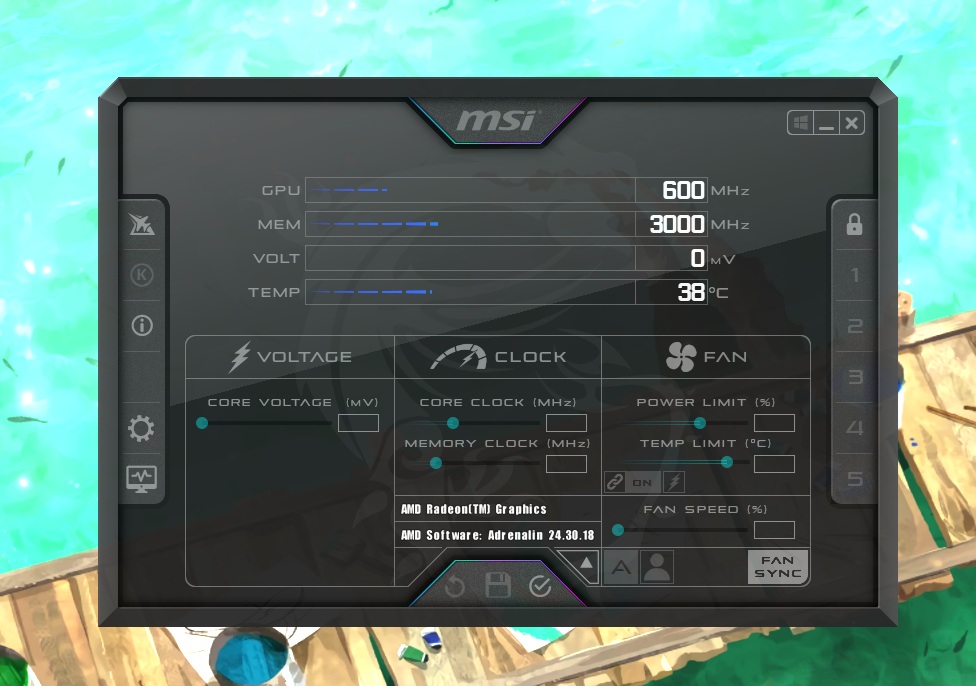 msi
GPU 600 MHz
MEM 3000 MHz
VOLT 0 MV
TEMP 38 °C
K
1
2
3
4
5
VOLTAGE
CORE VOLTAGE (MV)
CLOCK
CORE CLOCK (MHz)
MEMORY CLOCK (MHz)
AMD Radeon(TM) Graphics
AMD Software: Adrenalin 24.30.18
FAN
POWER LIMIT (%)
TEMP LIMIT (°C)
ON
FAN SPEED (%)
A
FAN
SYNC